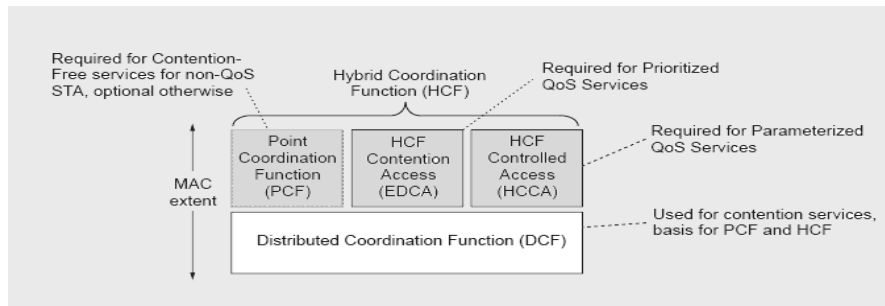 Required for Contention-
Free services for non-QoS
STA, optional otherwise
Hybrid Coordination
Function (HCF)
Required for Prioritized
QoS Services
MAC
extent
Point
Coordination
Function
(PCF)
HCF
Contention
Access
(EDCA)
HCF
Controlled
Access
(HCCA)
Required for Parameterized
QoS Services
Distributed Coordination Function (DCF)
Used for contention services,
basis for PCF and HCF